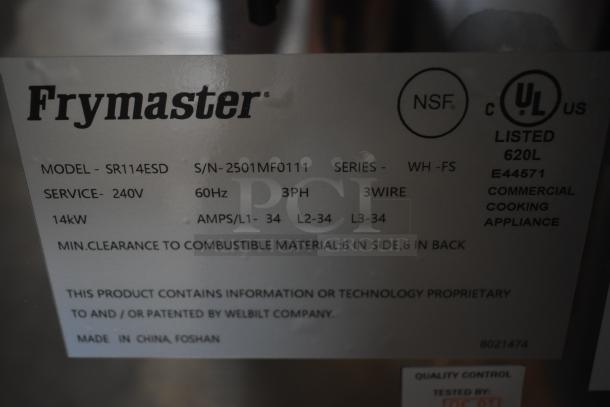 Frymaster
NSF®
C UL US
LISTED
620L
E44571
COMMERCIAL
COOKING
APPLIANCE
MODEL - SR114ESD S/N-2501MF0111 SERIES - WH -FS
SERVICE- 240V 60Hz 3PH 3WIRE
14kW AMPS/L1- 34 L2-34 L3-34
MIN.CLEARANCE TO COMBUSTIBLE MATERIAL:6 IN SIDE,6 IN BACK
THIS PRODUCT CONTAINS INFORMATION OR TECHNOLOGY PROPRIETARY
TO AND / OR PATENTED BY WELBILT COMPANY.
MADE IN CHINA, FOSHAN
8021474
PCI
QUALITY CONTROL
TESTED BY: